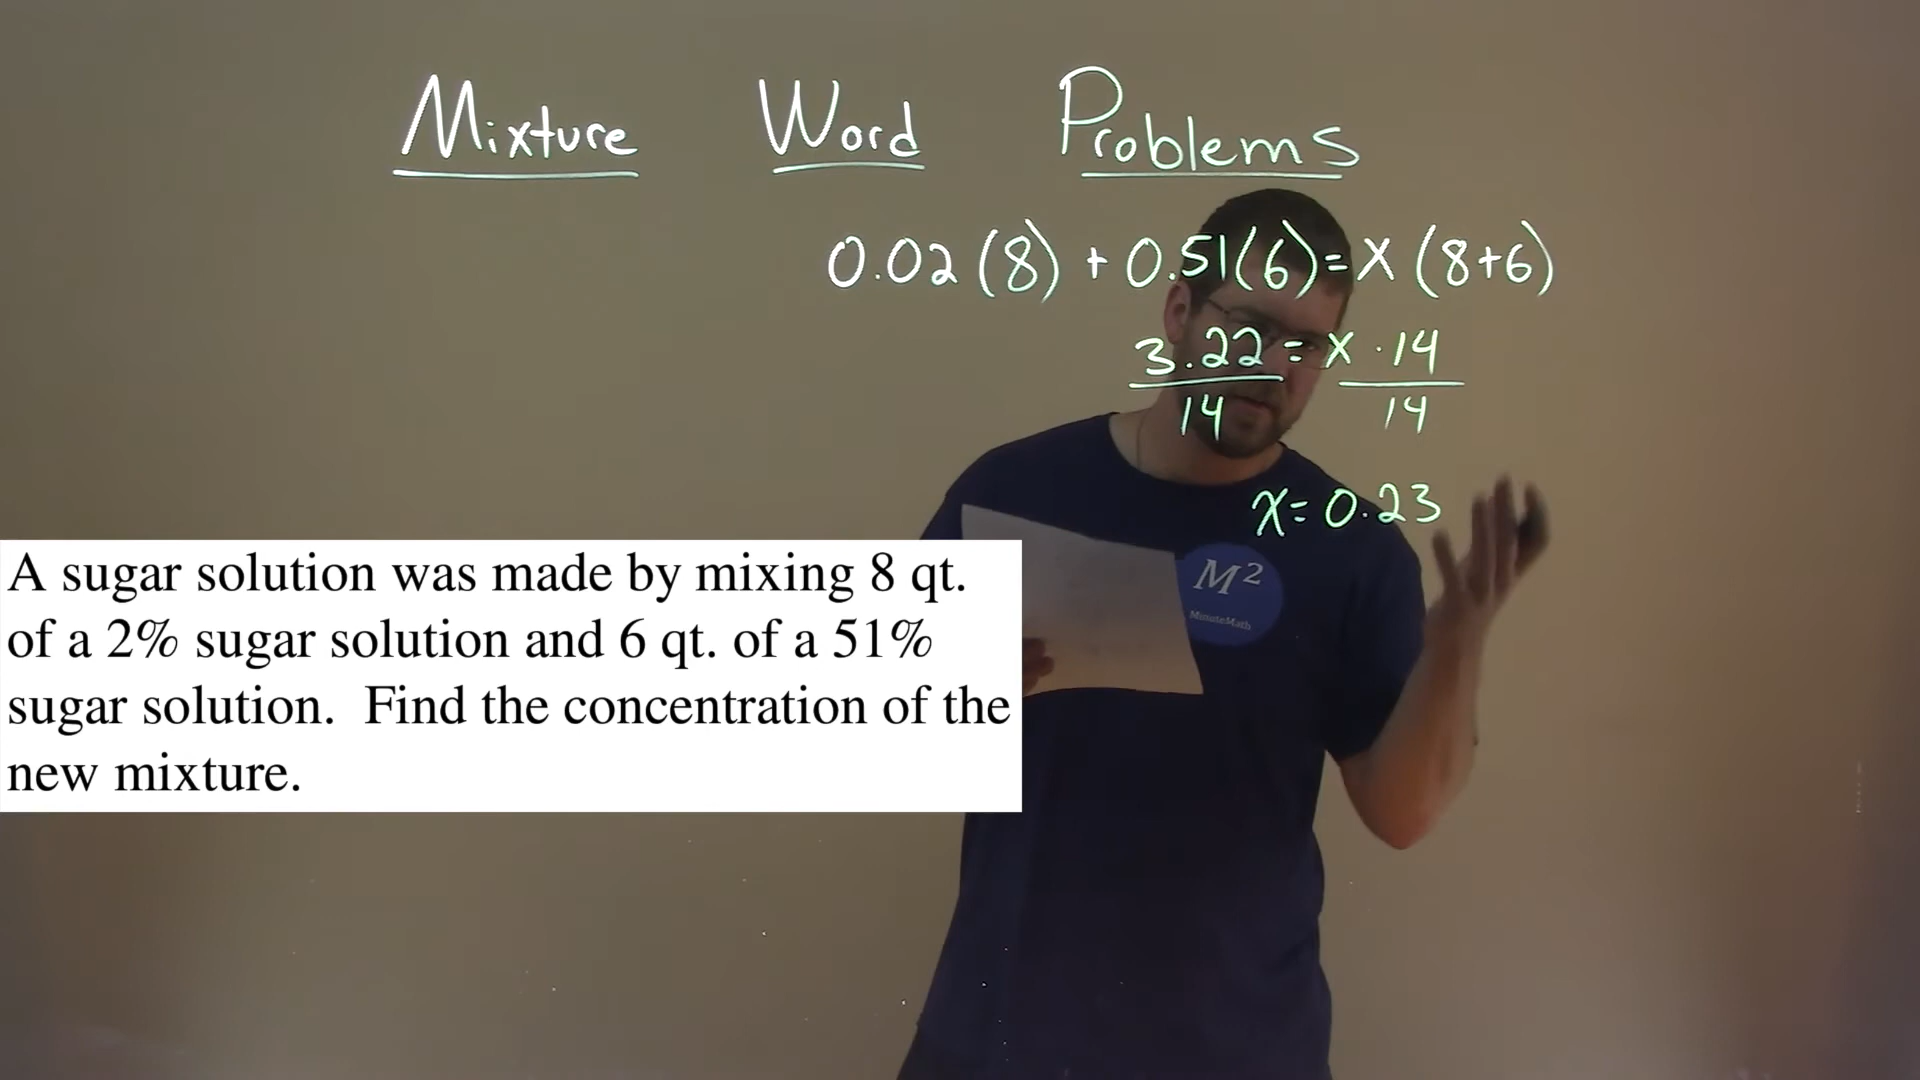 Mixture Word Problems
0.02 (8) + 0.51(6) = x (8+6)
3.22 = x · 14
14 14
x = 0.23
A sugar solution was made by mixing 8 qt.
of a 2% sugar solution and 6 qt. of a 51%
sugar solution. Find the concentration of the
new mixture.
M²
MinuteMath